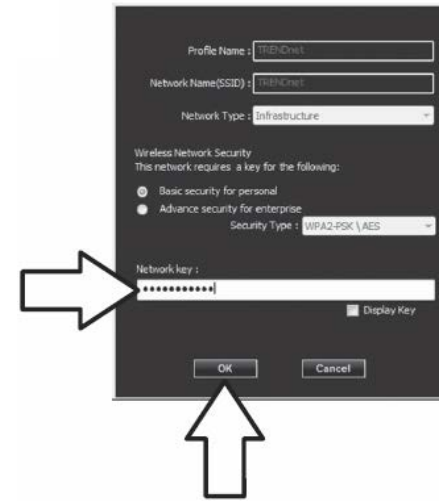 Profile Name : TRENDnet
Network Name(SSID) : TRENDnet
Network Type : Infrastructure
Wireless Network Security
This network requires a key for the following:
Basic security for personal
Advance security for enterprise
Security Type : WPA2-PSK \ AES
Network key :
•••••••••••
Display Key
OK Cancel